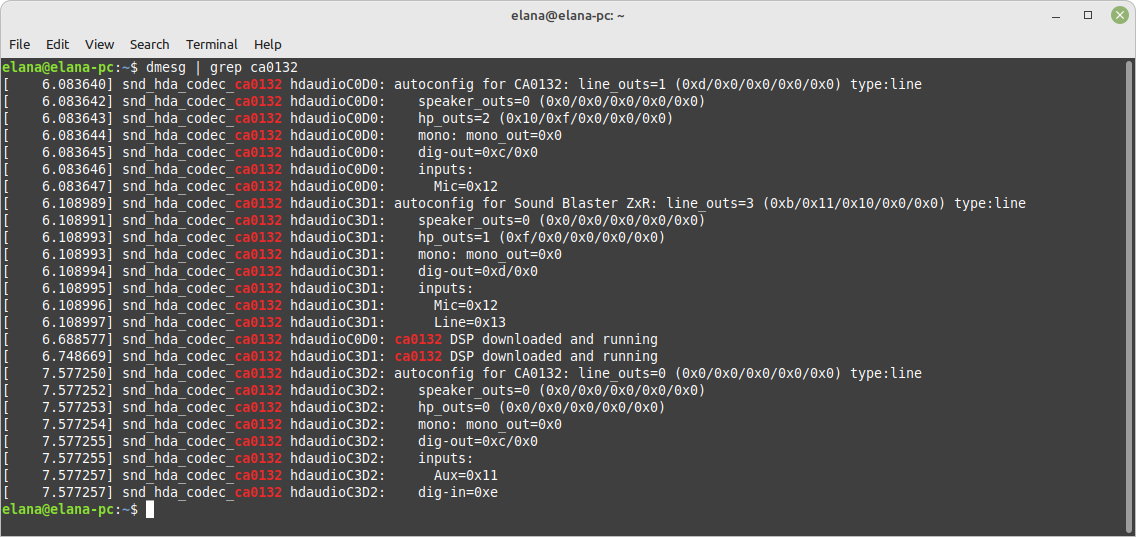 elana@elana-pc: ~
File Edit View Search Terminal Help
elana@elana-pc:~$ dmesg | grep ca0132
[    6.083640] snd_hda_codec_ca0132 hdaudioC0D0: autoconfig for CA0132: line_outs=1 (0xd/0x0/0x0/0x0/0x0) type:line
[    6.083642] snd_hda_codec_ca0132 hdaudioC0D0:    speaker_outs=0 (0x0/0x0/0x0/0x0/0x0)
[    6.083643] snd_hda_codec_ca0132 hdaudioC0D0:    hp_outs=2 (0x10/0xf/0x0/0x0/0x0)
[    6.083644] snd_hda_codec_ca0132 hdaudioC0D0:    mono: mono_out=0x0
[    6.083645] snd_hda_codec_ca0132 hdaudioC0D0:    dig-out=0xc/0x0
[    6.083646] snd_hda_codec_ca0132 hdaudioC0D0:    inputs:
[    6.083647] snd_hda_codec_ca0132 hdaudioC0D0:      Mic=0x12
[    6.108989] snd_hda_codec_ca0132 hdaudioC3D1: autoconfig for Sound Blaster ZxR: line_outs=3 (0xb/0x11/0x10/0x0/0x0) type:line
[    6.108991] snd_hda_codec_ca0132 hdaudioC3D1:    speaker_outs=0 (0x0/0x0/0x0/0x0/0x0)
[    6.108993] snd_hda_codec_ca0132 hdaudioC3D1:    hp_outs=1 (0xf/0x0/0x0/0x0/0x0)
[    6.108993] snd_hda_codec_ca0132 hdaudioC3D1:    mono: mono_out=0x0
[    6.108994] snd_hda_codec_ca0132 hdaudioC3D1:    dig-out=0xd/0x0
[    6.108995] snd_hda_codec_ca0132 hdaudioC3D1:    inputs:
[    6.108996] snd_hda_codec_ca0132 hdaudioC3D1:      Mic=0x12
[    6.108997] snd_hda_codec_ca0132 hdaudioC3D1:      Line=0x13
[    6.688577] snd_hda_codec_ca0132 hdaudioC0D0: ca0132 DSP downloaded and running
[    6.748669] snd_hda_codec_ca0132 hdaudioC3D1: ca0132 DSP downloaded and running
[    7.577250] snd_hda_codec_ca0132 hdaudioC3D2: autoconfig for CA0132: line_outs=0 (0x0/0x0/0x0/0x0/0x0) type:line
[    7.577252] snd_hda_codec_ca0132 hdaudioC3D2:    speaker_outs=0 (0x0/0x0/0x0/0x0/0x0)
[    7.577253] snd_hda_codec_ca0132 hdaudioC3D2:    hp_outs=0 (0x0/0x0/0x0/0x0/0x0)
[    7.577254] snd_hda_codec_ca0132 hdaudioC3D2:    mono: mono_out=0x0
[    7.577255] snd_hda_codec_ca0132 hdaudioC3D2:    dig-out=0xc/0x0
[    7.577255] snd_hda_codec_ca0132 hdaudioC3D2:    inputs:
[    7.577257] snd_hda_codec_ca0132 hdaudioC3D2:      Aux=0x11
[    7.577257] snd_hda_codec_ca0132 hdaudioC3D2:    dig-in=0xe
elana@elana-pc:~$